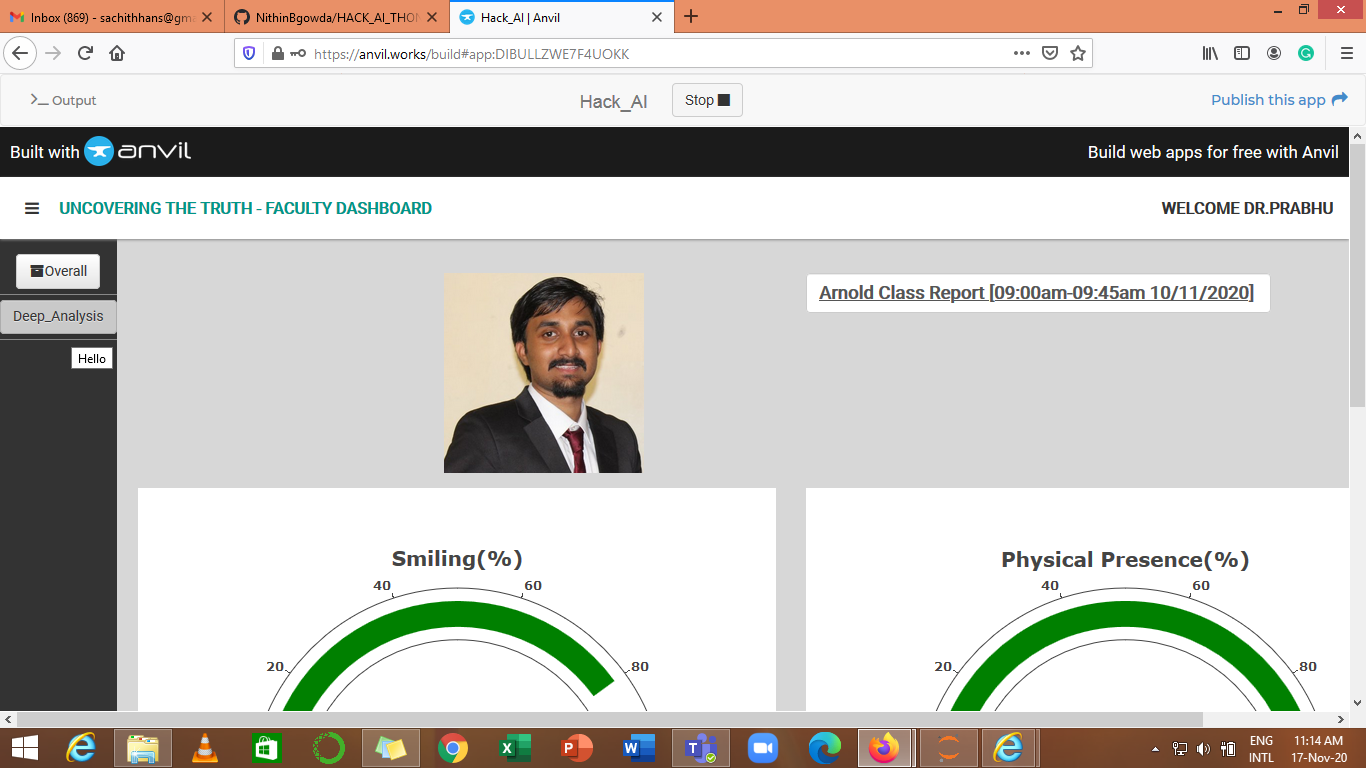 Inbox (869) - sachithhans@gm
NithinBgowda/HACK_AI_THO
Hack_AI | Anvil
https://anvil.works/build#app:DIBULLZWE7F4UOKK
Output
Hack_AI
Stop
Publish this app
Built with anvil
Build web apps for free with Anvil
UNCOVERING THE TRUTH - FACULTY DASHBOARD
WELCOME DR.PRABHU
Overall
Deep_Analysis
Hello
Arnold Class Report [09:00am-09:45am 10/11/2020]
Smiling(%)
40 60
20 80
Physical Presence(%)
40 60
20 80
ENG
INTL
11:14 AM
17-Nov-20